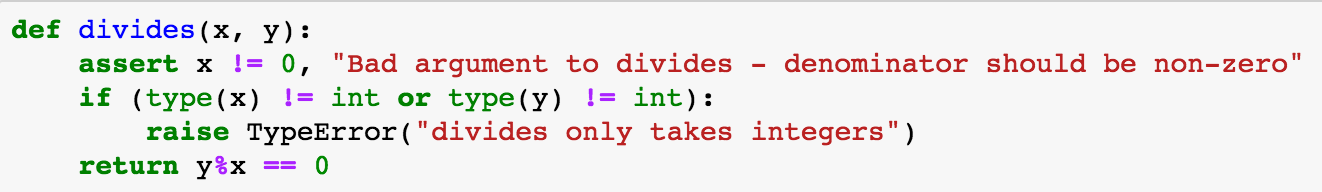 def divides(x, y):
    assert x != 0, "Bad argument to divides - denominator should be non-zero"
    if (type(x) != int or type(y) != int):
        raise TypeError("divides only takes integers")
    return y%x == 0